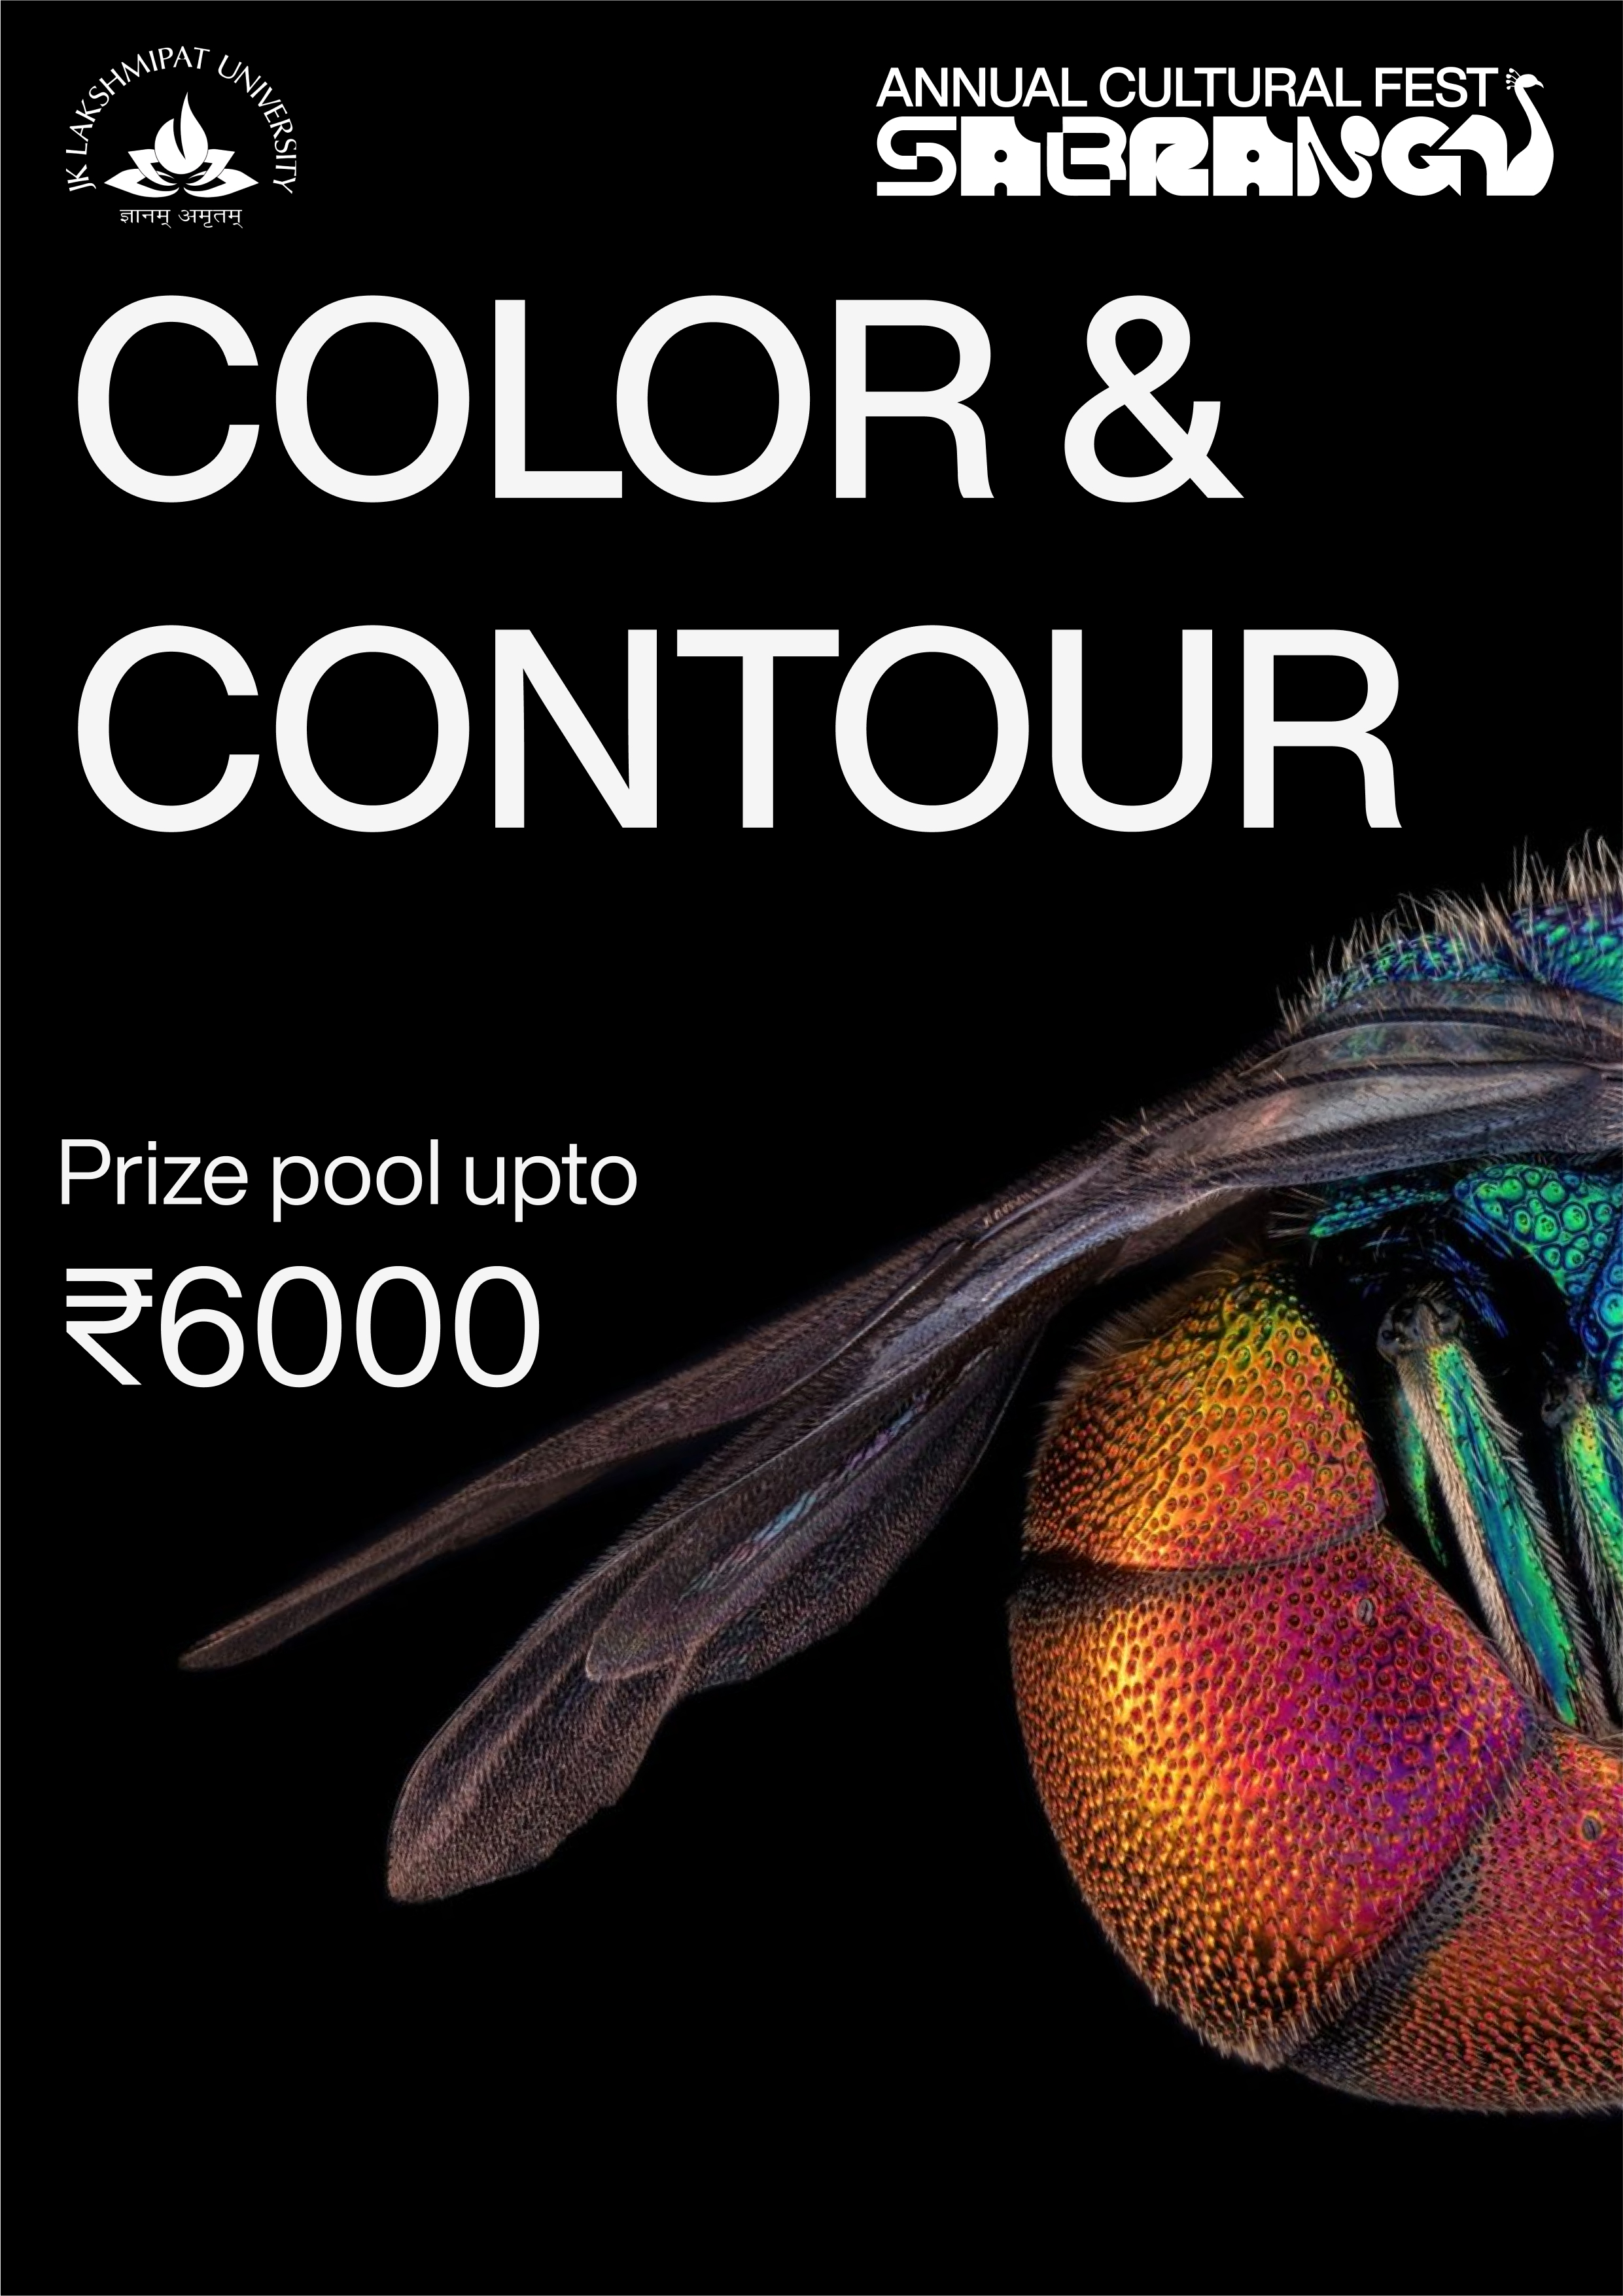 JK LAKSHMIPAT UNIVERSITY
ज्ञानम् अमृतम्
ANNUAL CULTURAL FEST
SABRANG
COLOR &
CONTOUR
Prize pool upto
₹6000